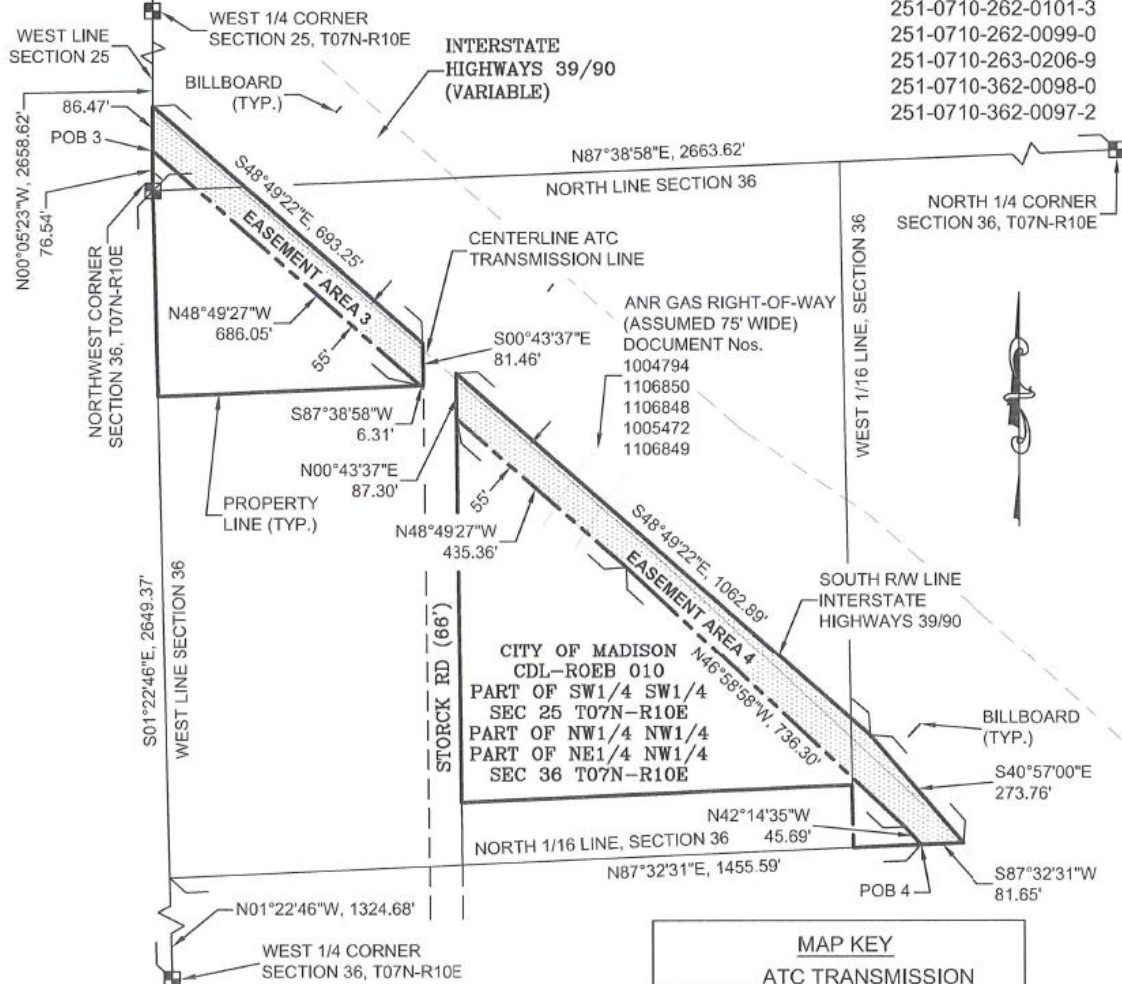 251-0710-262-0101-3
251-0710-262-0099-0
251-0710-263-0206-9
251-0710-362-0098-0
251-0710-362-0097-2
WEST 1/4 CORNER
SECTION 25, T07N-R10E
WEST LINE
SECTION 25
INTERSTATE
HIGHWAYS 39/90
(VARIABLE)
BILLBOARD
(TYP.)
N00°05'23"W, 2658.62'
86.47'
POB 3
76.54'
N87°38'58"E, 2663.62'
NORTH LINE SECTION 36
NORTH 1/4 CORNER
SECTION 36, T07N-R10E
S48°49'22"E, 693.25'
EASEMENT AREA 3
CENTERLINE ATC
TRANSMISSION LINE
NORTHWEST CORNER
SECTION 36, T07N-R10E
N48°49'27"W
686.05'
55'
S00°43'37"E
81.46'
ANR GAS RIGHT-OF-WAY
(ASSUMED 75' WIDE)
DOCUMENT Nos.
1004794
1106850
1106848
1005472
1106849
WEST 1/16 LINE, SECTION 36
S87°38'58"W
6.31'
N00°43'37"E
87.30'
PROPERTY
LINE (TYP.)
55'
N48°49'27"W
435.36'
S48°49'22"E, 1062.89'
EASEMENT AREA 4
N46°58'58"W, 736.30'
SOUTH R/W LINE
INTERSTATE
HIGHWAYS 39/90
S01°22'46"E, 2649.37'
WEST LINE SECTION 36
STORCK RD (66')
CITY OF MADISON
CDL-ROEB 010
PART OF SW1/4 SW1/4
SEC 25 T07N-R10E
PART OF NW1/4 NW1/4
PART OF NE1/4 NW1/4
SEC 36 T07N-R10E
BILLBOARD
(TYP.)
S40°57'00"E
273.76'
N42°14'35"W
45.69'
NORTH 1/16 LINE, SECTION 36
N87°32'31"E, 1455.59'
S87°32'31"W
81.65'
POB 4
N01°22'46"W, 1324.68'
WEST 1/4 CORNER
SECTION 36, T07N-R10E
MAP KEY
ATC TRANSMISSION